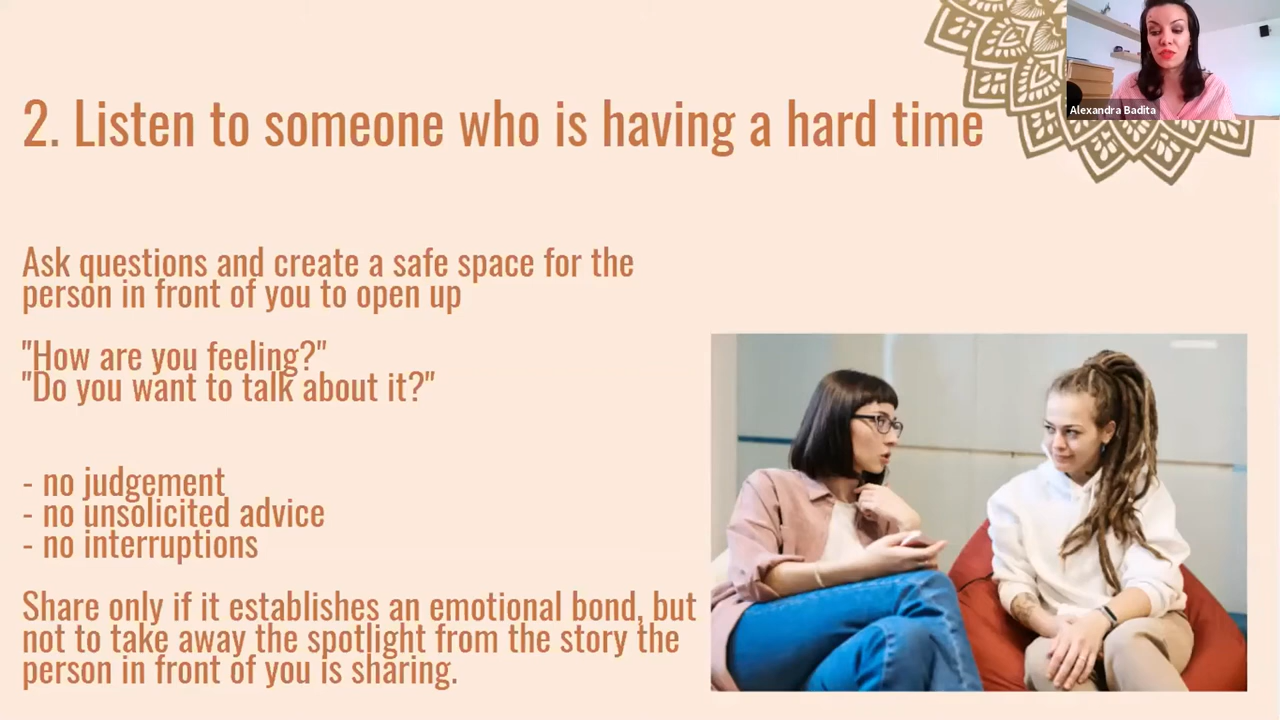 2. Listen to someone who is having a hard time
Alexandra Badita
Ask questions and create a safe space for the
person in front of you to open up
"How are you feeling?"
"Do you want to talk about it?"
- no judgement
- no unsolicited advice
- no interruptions
Share only if it establishes an emotional bond, but
not to take away the spotlight from the story the
person in front of you is sharing.